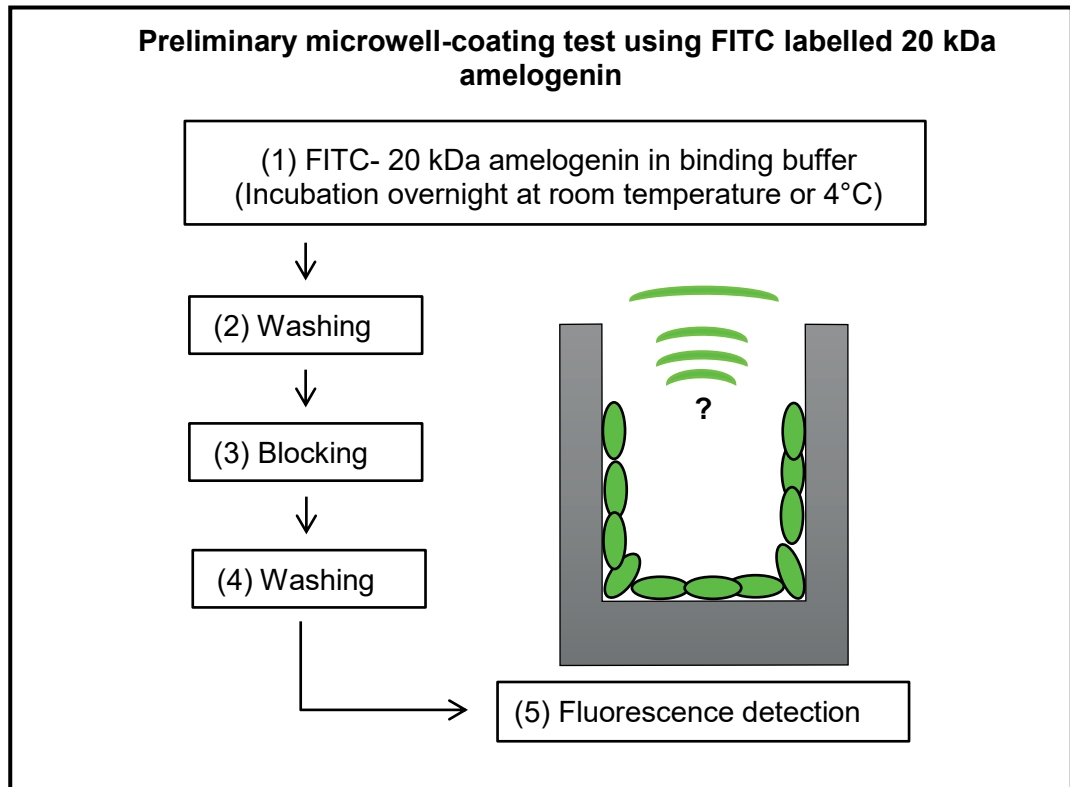 Preliminary microwell-coating test using FITC labelled 20 kDa
amelogenin
(1) FITC- 20 kDa amelogenin in binding buffer
(Incubation overnight at room temperature or 4°C)
(2) Washing
(3) Blocking
(4) Washing
?
(5) Fluorescence detection